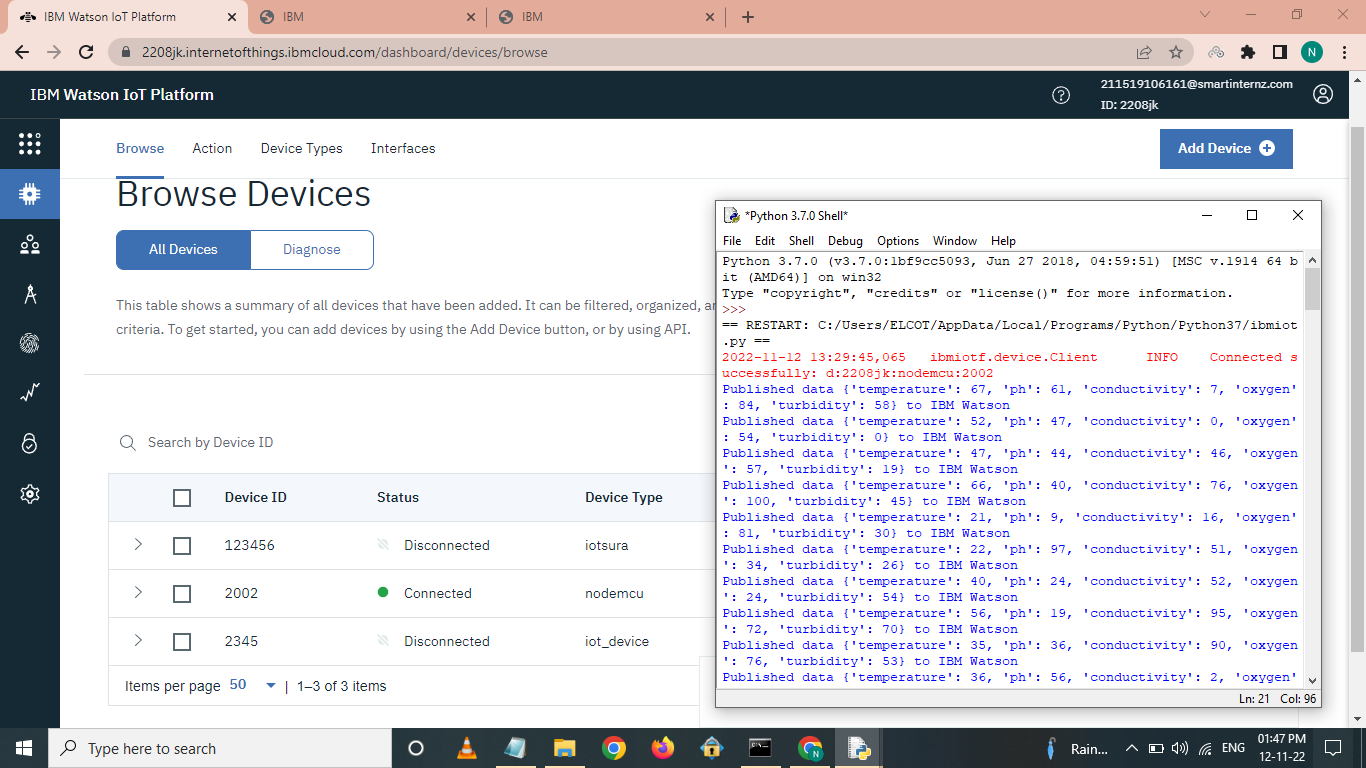 IBM Watson IoT Platform
IBM
IBM
2208jk.internetofthings.ibmcloud.com/dashboard/devices/browse
N
IBM Watson IoT Platform
211519106161@smartinternz.com
ID: 2208jk
Browse
Action
Device Types
Interfaces
Add Device
Browse Devices
All Devices
Diagnose
This table shows a summary of all devices that have been added. It can be filtered, organized,
criteria. To get started, you can add devices by using the Add Device button, or by using API.
Search by Device ID
Device ID Status Device Type
123456 Disconnected iotsura
2002 Connected nodemcu
2345 Disconnected iot_device
Items per page 50 | 1–3 of 3 items
*Python 3.7.0 Shell*
File Edit Shell Debug Options Window Help
Python 3.7.0 (v3.7.0:1bf9cc5093, Jun 27 2018, 04:59:51) [MSC v.1914 64 b
it (AMD64)] on win32
Type "copyright", "credits" or "license()" for more information.
>>>
== RESTART: C:/Users/ELCOT/AppData/Local/Programs/Python/Python37/ibmiot
.py ==
2022-11-12 13:29:45,065   ibmiotf.device.Client      INFO    Connected s
uccessfully: d:2208jk:nodemcu:2002
Published data {'temperature': 67, 'ph': 61, 'conductivity': 7, 'oxygen'
: 84, 'turbidity': 58} to IBM Watson
Published data {'temperature': 52, 'ph': 47, 'conductivity': 0, 'oxygen'
: 54, 'turbidity': 0} to IBM Watson
Published data {'temperature': 47, 'ph': 44, 'conductivity': 46, 'oxygen
': 57, 'turbidity': 19} to IBM Watson
Published data {'temperature': 66, 'ph': 40, 'conductivity': 76, 'oxygen
': 100, 'turbidity': 45} to IBM Watson
Published data {'temperature': 21, 'ph': 9, 'conductivity': 16, 'oxygen'
: 81, 'turbidity': 30} to IBM Watson
Published data {'temperature': 22, 'ph': 97, 'conductivity': 51, 'oxygen
': 34, 'turbidity': 26} to IBM Watson
Published data {'temperature': 40, 'ph': 24, 'conductivity': 52, 'oxygen
': 24, 'turbidity': 54} to IBM Watson
Published data {'temperature': 56, 'ph': 19, 'conductivity': 95, 'oxygen
': 72, 'turbidity': 70} to IBM Watson
Published data {'temperature': 35, 'ph': 36, 'conductivity': 90, 'oxygen
': 76, 'turbidity': 53} to IBM Watson
Published data {'temperature': 36, 'ph': 56, 'conductivity': 2, 'oxygen'
Ln: 21 Col: 96
Type here to search
N
Rain...
ENG
01:47 PM
12-11-22